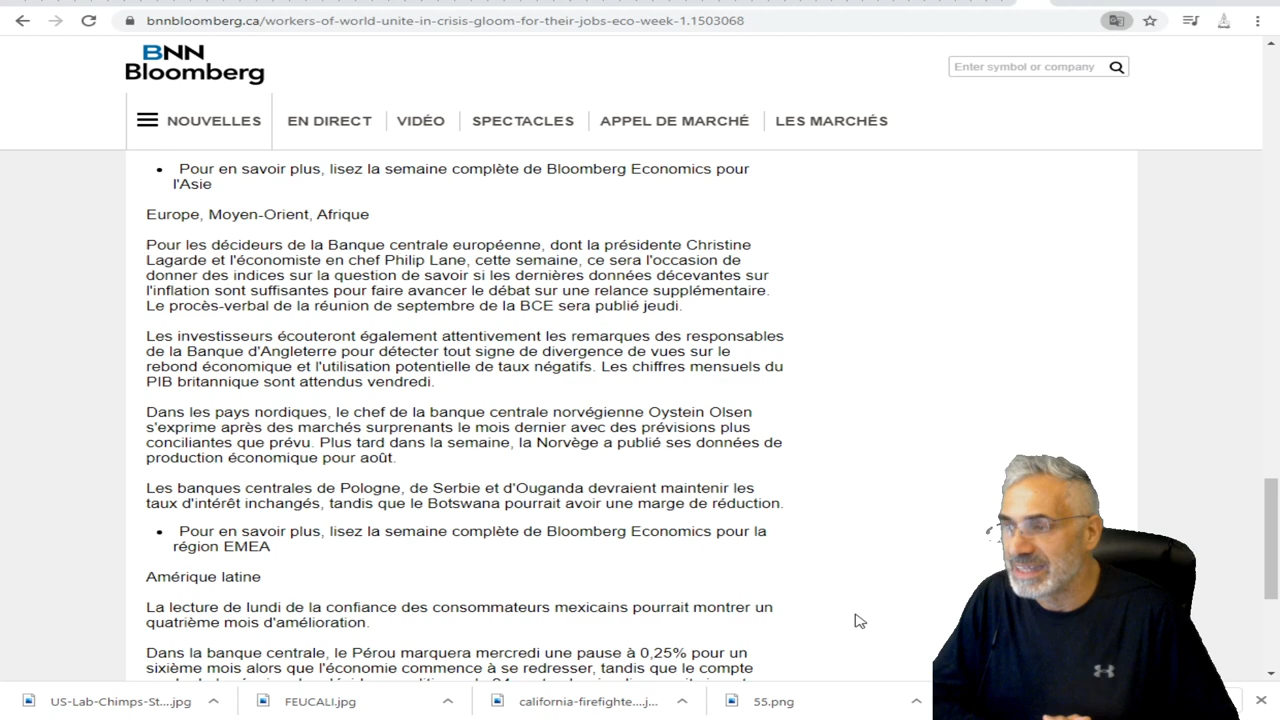 bnnbloomberg.ca/workers-of-world-unite-in-crisis-gloom-for-their-jobs-eco-week-1.1503068
BNN
Bloomberg
Enter symbol or company
NOUVELLES
EN DIRECT
VIDÉO
SPECTACLES
APPEL DE MARCHÉ
LES MARCHÉS
• Pour en savoir plus, lisez la semaine complète de Bloomberg Economics pour
l'Asie
Europe, Moyen-Orient, Afrique
Pour les décideurs de la Banque centrale européenne, dont la présidente Christine
Lagarde et l'économiste en chef Philip Lane, cette semaine, ce sera l'occasion de
donner des indices sur la question de savoir si les dernières données décevantes sur
l'inflation sont suffisantes pour faire avancer le débat sur une relance supplémentaire.
Le procès-verbal de la réunion de septembre de la BCE sera publié jeudi.
Les investisseurs écouteront également attentivement les remarques des responsables
de la Banque d'Angleterre pour détecter tout signe de divergence de vues sur le
rebond économique et l'utilisation potentielle de taux négatifs. Les chiffres mensuels du
PIB britannique sont attendus vendredi.
Dans les pays nordiques, le chef de la banque centrale norvégienne Oystein Olsen
s'exprime après des marchés surprenants le mois dernier avec des prévisions plus
conciliantes que prévu. Plus tard dans la semaine, la Norvège a publié ses données de
production économique pour août.
Les banques centrales de Pologne, de Serbie et d'Ouganda devraient maintenir les
taux d'intérêt inchangés, tandis que le Botswana pourrait avoir une marge de réduction.
• Pour en savoir plus, lisez la semaine complète de Bloomberg Economics pour la
région EMEA
Amérique latine
La lecture de lundi de la confiance des consommateurs mexicains pourrait montrer un
quatrième mois d'amélioration.
Dans la banque centrale, le Pérou marquera mercredi une pause à 0,25% pour un
sixième mois alors que l'économie commence à se redresser, tandis que le compte
US-Lab-Chimps-St....jpg
FEUCALI.jpg
california-firefighte....j...
55.png